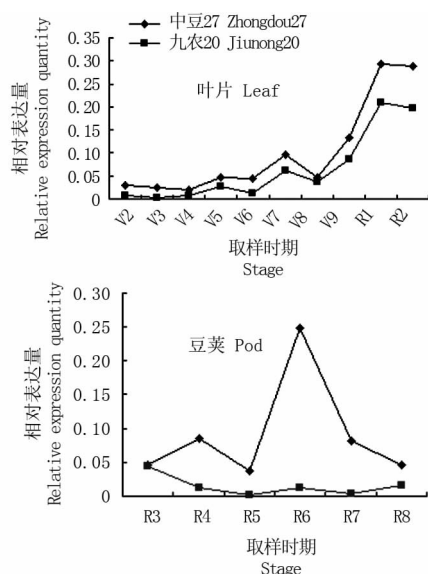 中豆27 Zhongdou27
九农20 Jiunong20
0.35
0.30
0.25
0.20
0.15
0.10
0.05
0
叶片 Leaf
相对表达量
Relative expression quantity
V2 V3 V4 V5 V6 V7 V8 V9 R1 R2
取样时期
Stage
0.30
0.25
0.20
0.15
0.10
0.05
0
豆荚 Pod
相对表达量
Relative expression quantity
R3 R4 R5 R6 R7 R8
取样时期
Stage